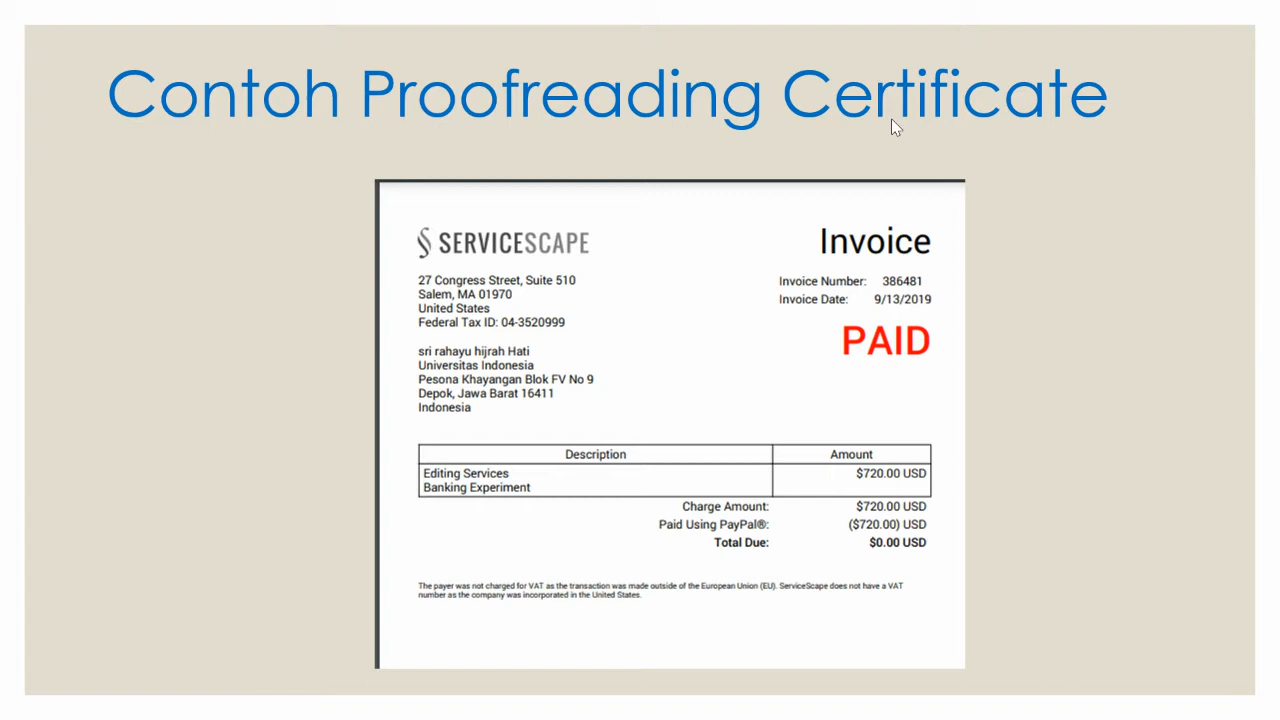 Contoh Proofreading Certificate
SERVICESCAPE
Invoice
27 Congress Street, Suite 510
Salem, MA 01970
United States
Federal Tax ID: 04-3520999
Invoice Number: 386481
Invoice Date: 9/13/2019
PAID
sri rahayu hijrah Hati
Universitas Indonesia
Pesona Khayangan Blok FV No 9
Depok, Jawa Barat 16411
Indonesia
Description Amount
Editing Services $720.00 USD
Banking Experiment
Charge Amount: $720.00 USD
Paid Using PayPal®: ($720.00) USD
Total Due: $0.00 USD
The payer was not charged for VAT as the transaction was made outside of the European Union (EU). ServiceScape does not have a VAT
number as the company was incorporated in the United States.